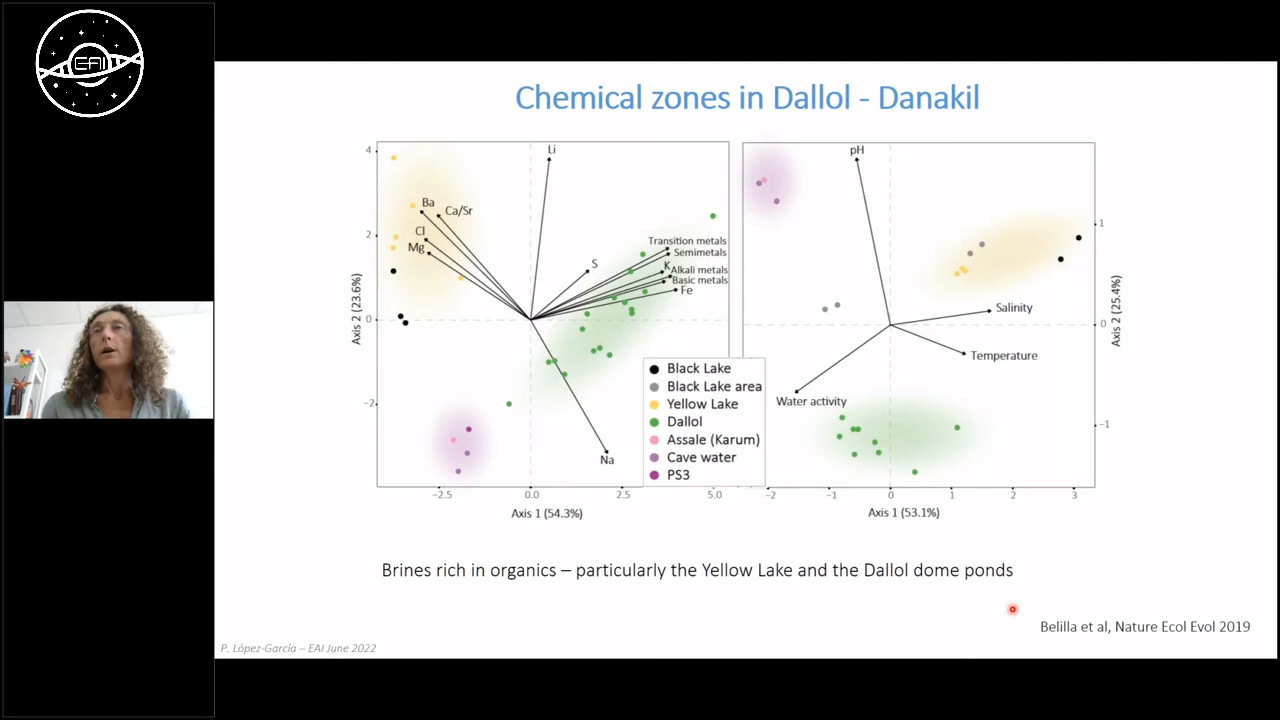 EAI
Chemical zones in Dallol - Danakil
4
2
0
−2
Axis 2 (23.6%)
Li
Ba
Ca/Sr
Cl
Mg
S
Transition metals
Semimetals
K
Alkali metals
Basic metals
Fe
Na
−2.5
0.0
2.5
5.0
Axis 1 (54.3%)
Black Lake
Black Lake area
Yellow Lake
Dallol
Assale (Karum)
Cave water
PS3
pH
Salinity
Temperature
Water activity
1
0
−1
Axis 2 (25.4%)
−2
−1
0
1
2
3
Axis 1 (53.1%)
Brines rich in organics – particularly the Yellow Lake and the Dallol dome ponds
Belilla et al, Nature Ecol Evol 2019
P. López-García – EAI June 2022